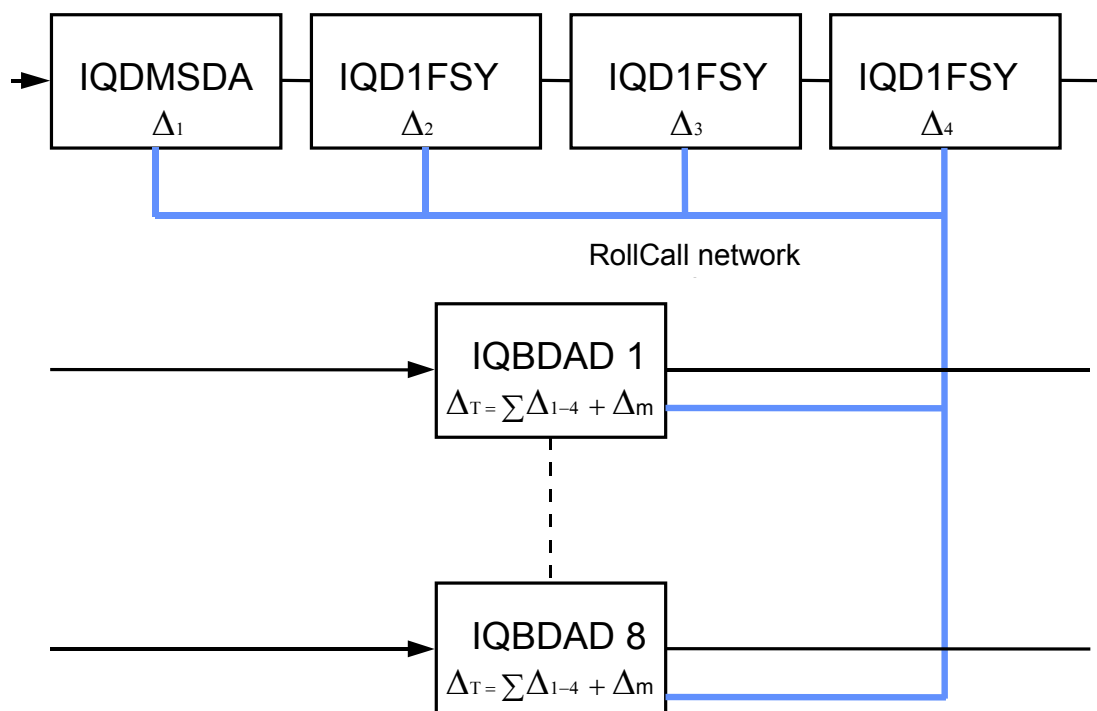 IQDMSDA IQD1FSY IQD1FSY IQD1FSY
Δ1 Δ2 Δ3 Δ4
RollCall network
IQBDAD 1
ΔT = ∑Δ1–4 + Δm
IQBDAD 8
ΔT = ∑Δ1–4 + Δm